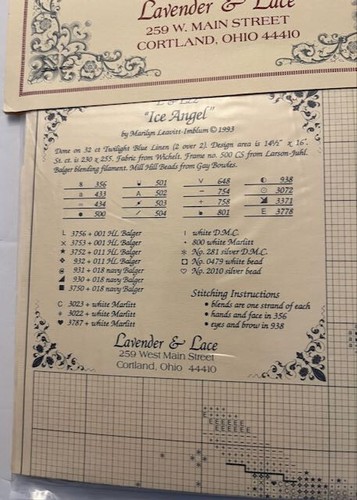 Lavender & Lace
259 W. MAIN STREET
CORTLAND, OHIO 44410
L & L
"Ice Angel"
by Marilyn Leavitt-Imblum © 1993
Done on 32 ct Twilight Blue Linen (2 over 2). Design area is 14½" x 16".
St. ct. is 230 x 255. Fabric from Wichelt. Frame no. 500 CS from Larson-Juhl.
Balger blending filament. Mill Hill Beads from Gay Bowles.
356 501 V 648 938
433 A 502 754 3072
434 503 + 758 3371
500 504 801 E 3778
L 3756 + 001 HL Balger
X 3753 + 001 HL Balger
3752 + 011 HL Balger
932 + 011 HL Balger
931 + 018 navy Balger
930 + 018 navy Balger
3750 + 018 navy Balger
C 3023 + white Marlitt
+ 3022 + white Marlitt
♥ 3787 + white Marlitt
ı white D.M.C.
• 800 white Marlitt
No. 281 silver D.M.C.
No. 0479 white bead
No. 2010 silver bead
Stitching Instructions
• blends are one strand of each
• hands and face in 356
• eyes and brow in 938
Lavender & Lace
259 West Main Street
Cortland, Ohio 44410